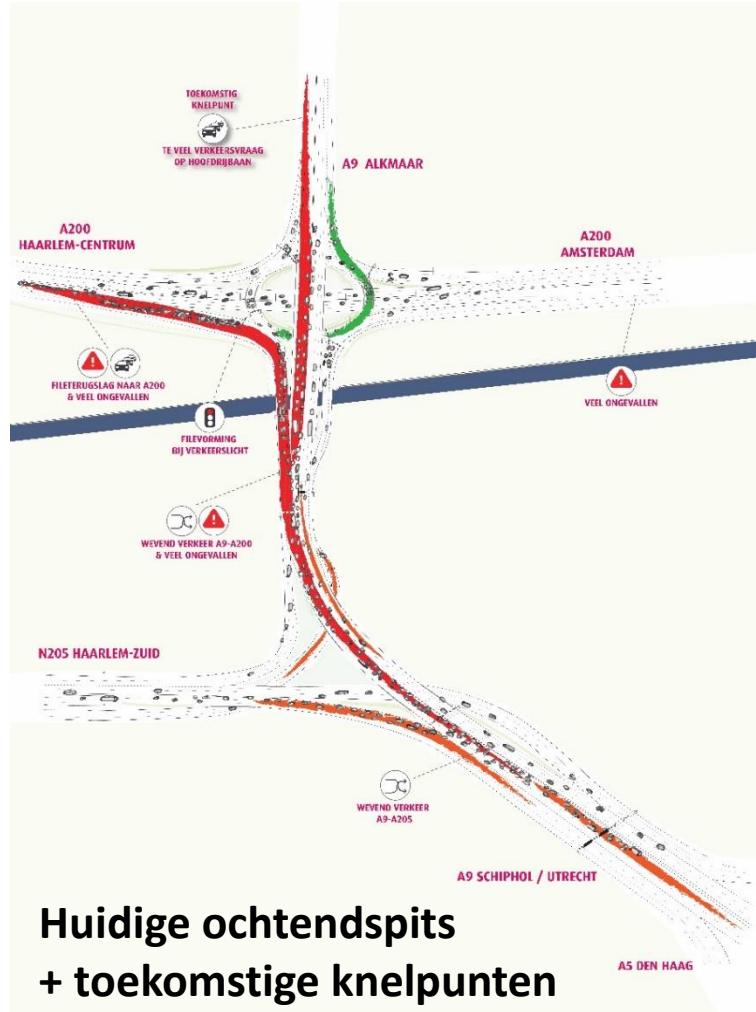 TOEKOMSTIG
KNELPUNT
TE VEEL VERKEERSVRAAG
OP HOOFDRIJBAAN
A9 ALKMAAR
A200
HAARLEM-CENTRUM
A200
AMSTERDAM
FILETERUGSLAG NAAR A200
& VEEL ONGEVALLEN
FILEVORMING
BIJ VERKEERSLICHT
VEEL ONGEVALLEN
WEVEND VERKEER A9-A200
& VEEL ONGEVALLEN
N205 HAARLEM-ZUID
WEVEND VERKEER
A9-A205
A9 SCHIPHOL / UTRECHT
A5 DEN HAAG
Huidige ochtendspits
+ toekomstige knelpunten